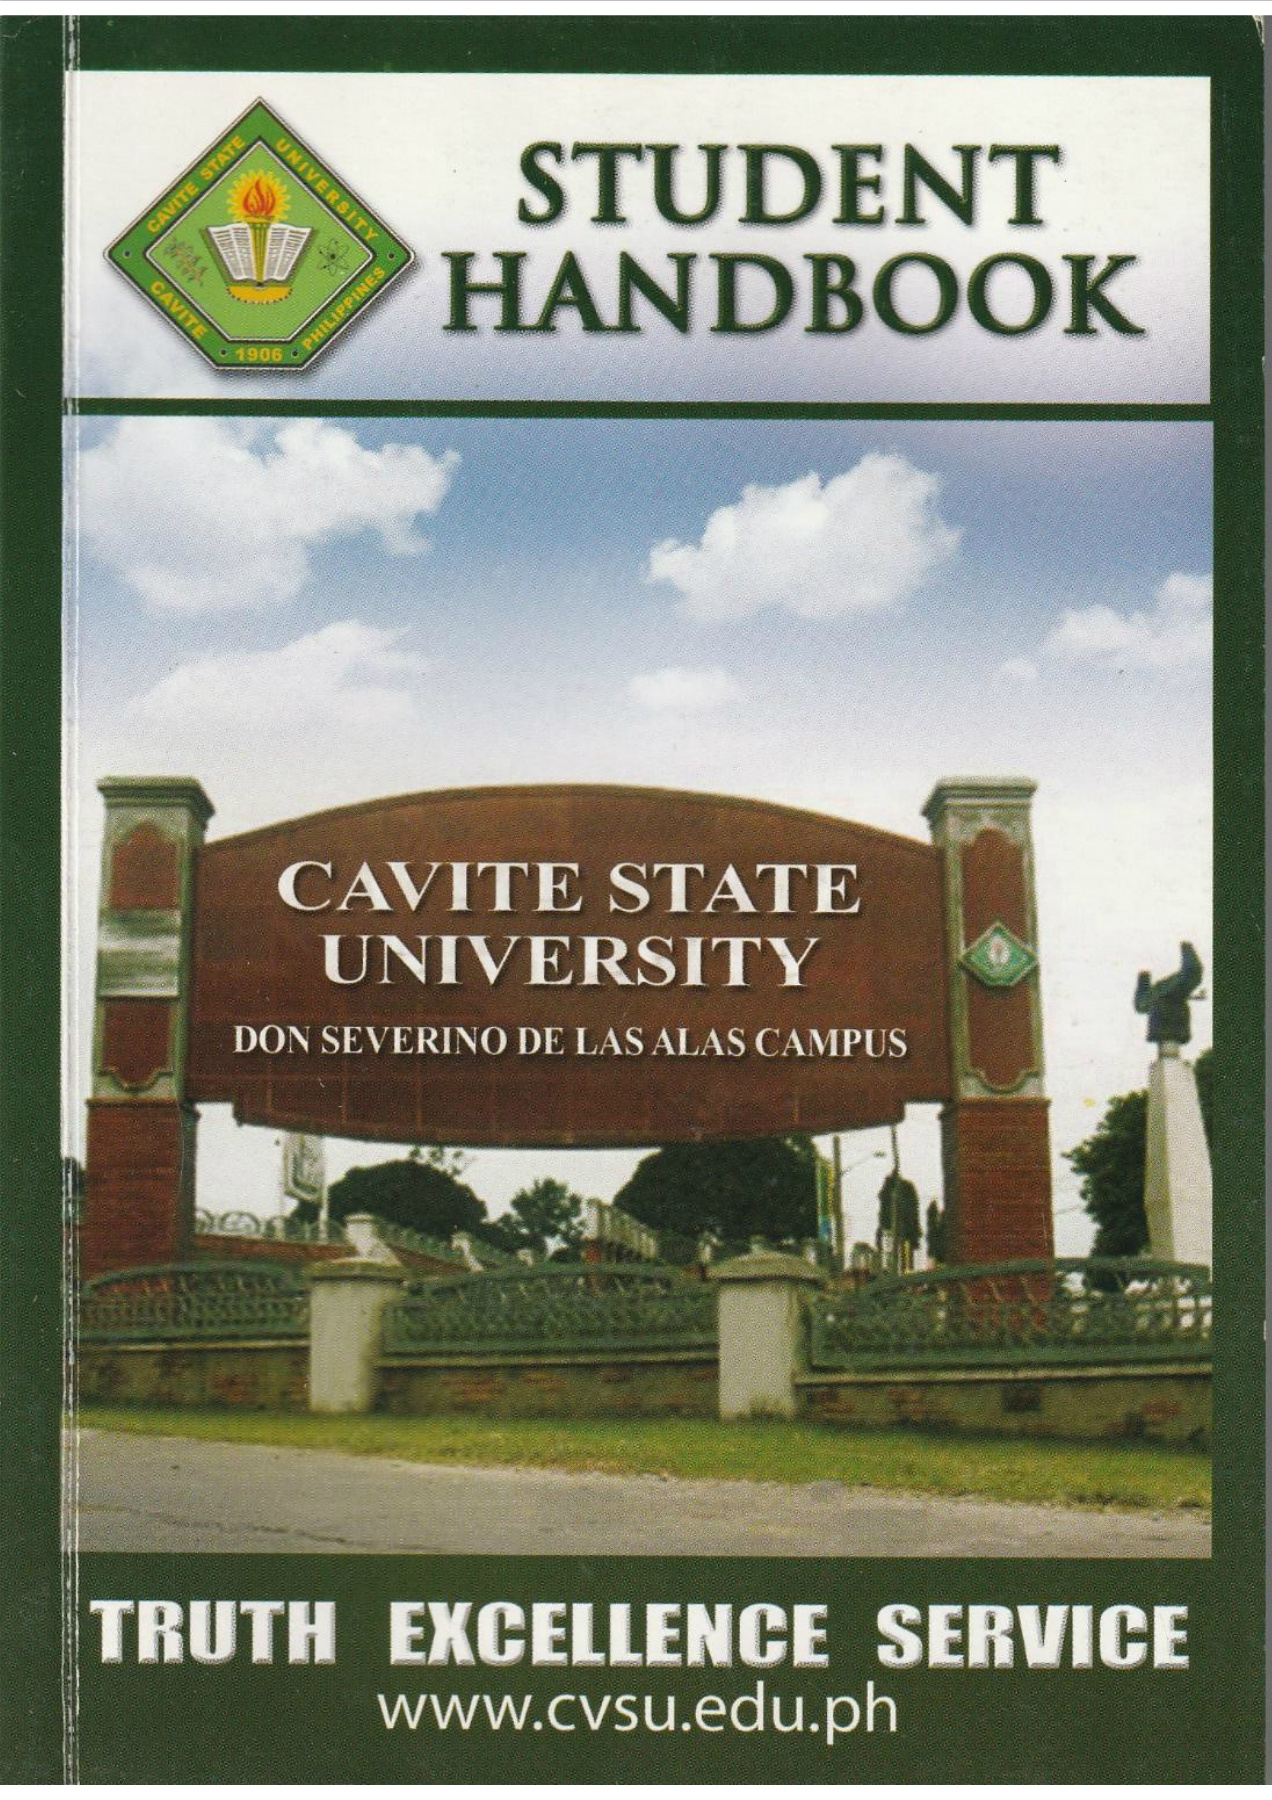 CAVITE STATE UNIVERSITY
CAVITE
1906
PHILIPPINES
STUDENT
HANDBOOK
CAVITE STATE
UNIVERSITY
DON SEVERINO DE LAS ALAS CAMPUS
TRUTH EXCELLENCE SERVICE
www.cvsu.edu.ph